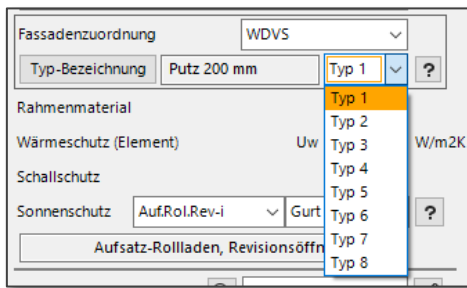 Fassadenzuordnung WDVS
Typ-Bezeichnung Putz 200 mm Typ 1 ?
Typ 1
Rahmenmaterial
Typ 2
Wärmeschutz (Element) Uw Typ 3 W/m2K
Typ 4
Schallschutz
Typ 5
Sonnenschutz Auf.Rol.Rev-i Gurt Typ 6 ?
Typ 7
Aufsatz-Rollladen, Revisionsöffn
Typ 8